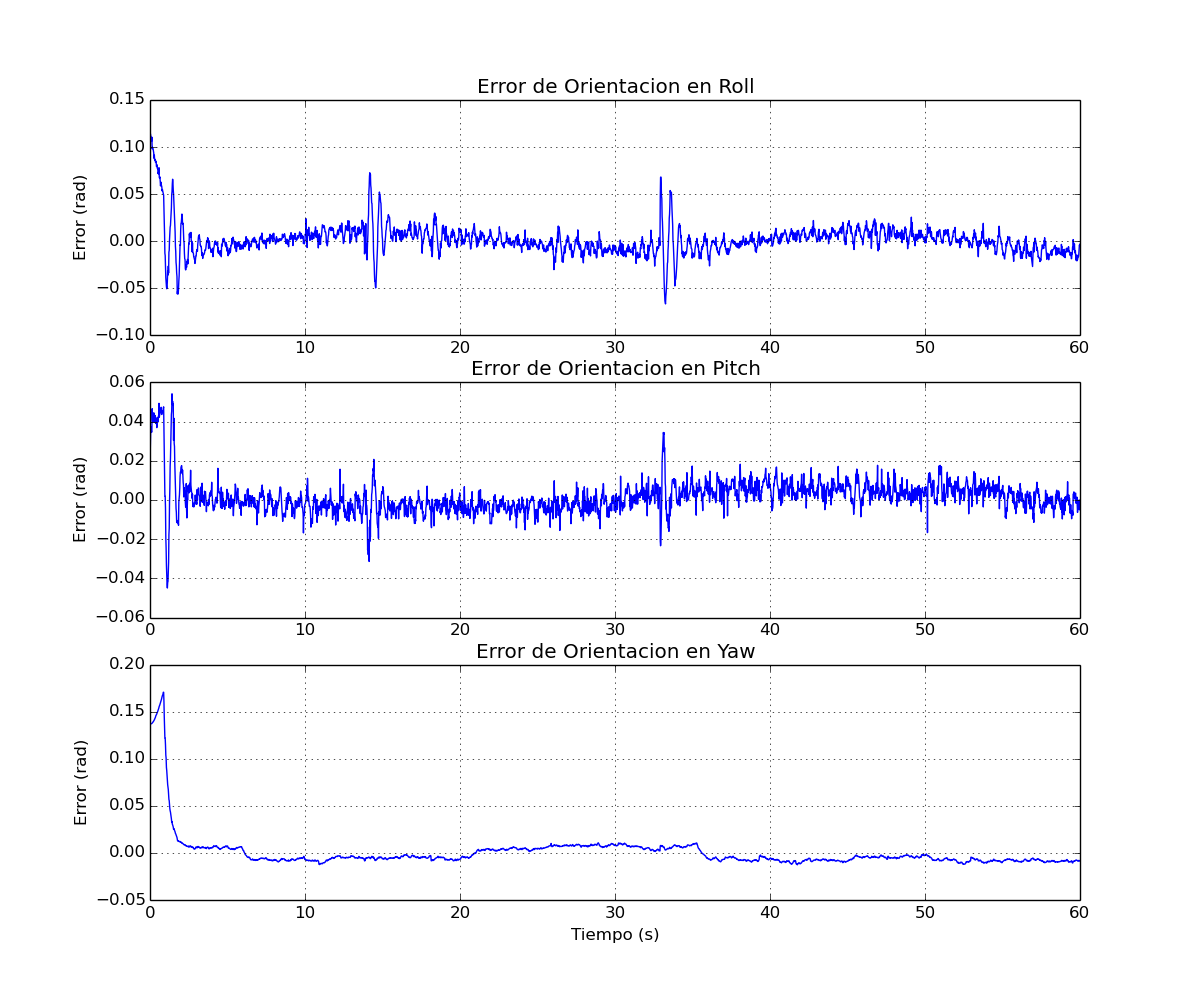 Error de Orientacion en Roll
0.15
0.10
0.05
0.00
−0.05
−0.10
Error (rad)
0 10 20 30 40 50 60
Error de Orientacion en Pitch
0.06
0.04
0.02
0.00
−0.02
−0.04
−0.06
Error (rad)
0 10 20 30 40 50 60
Error de Orientacion en Yaw
0.20
0.15
0.10
0.05
0.00
−0.05
Error (rad)
0 10 20 30 40 50 60
Tiempo (s)